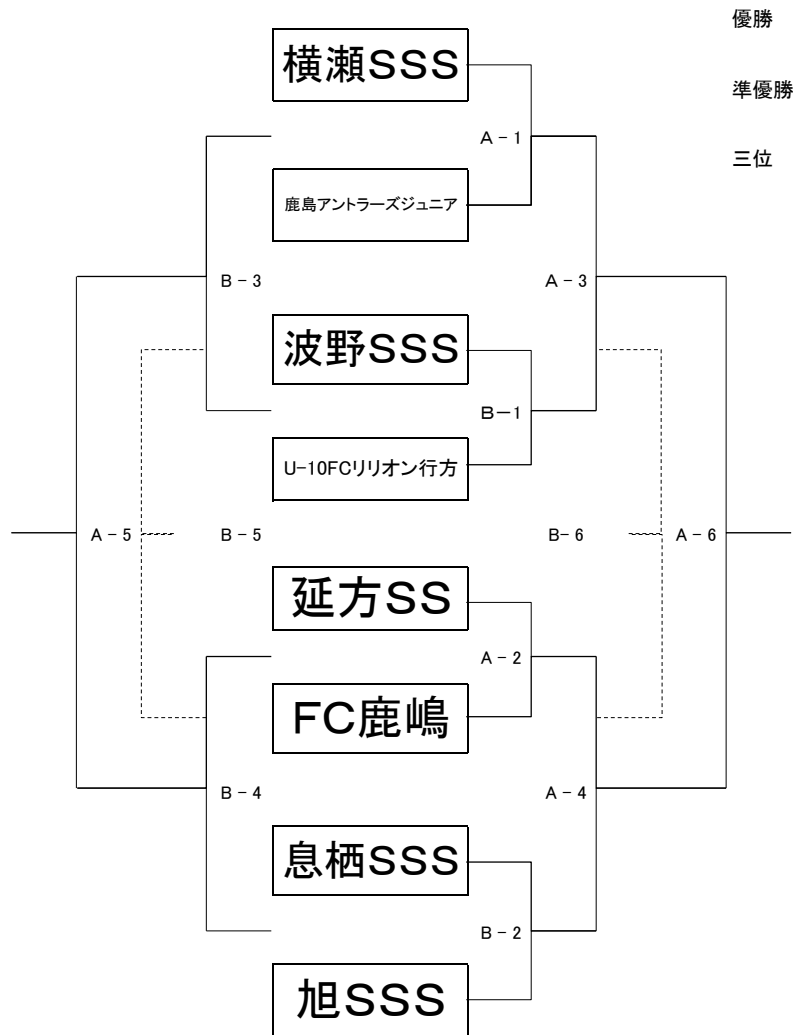 優勝
横瀬SSS
準優勝
A-1
三位
鹿島アントラーズジュニア
B-3
A-3
波野SSS
B-1
U-10FCリリオン行方
A-5
B-5
B-6
A-6
延方SS
A-2
FC鹿嶋
B-4
A-4
息栖SSS
B-2
旭SSS